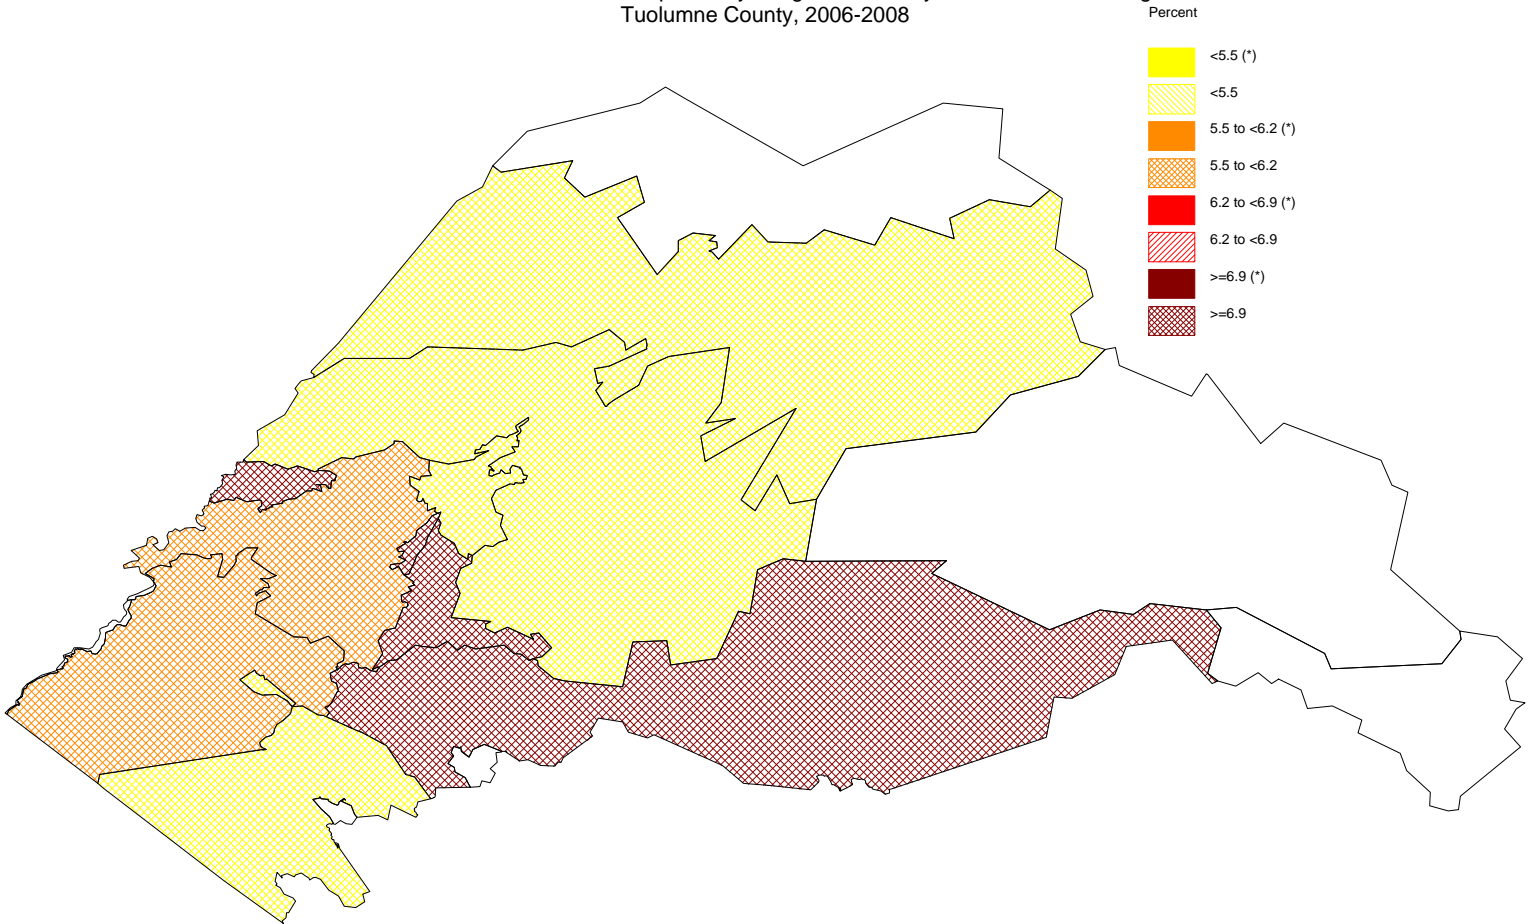 Tuolumne County, 2006-2008
Percent
<5.5 (*)
<5.5
5.5 to <6.2 (*)
5.5 to <6.2
6.2 to <6.9 (*)
6.2 to <6.9
>=6.9 (*)
>=6.9